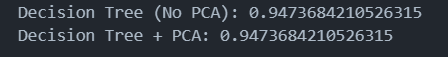 Decision Tree (No PCA): 0.9473684210526315
Decision Tree + PCA: 0.9473684210526315